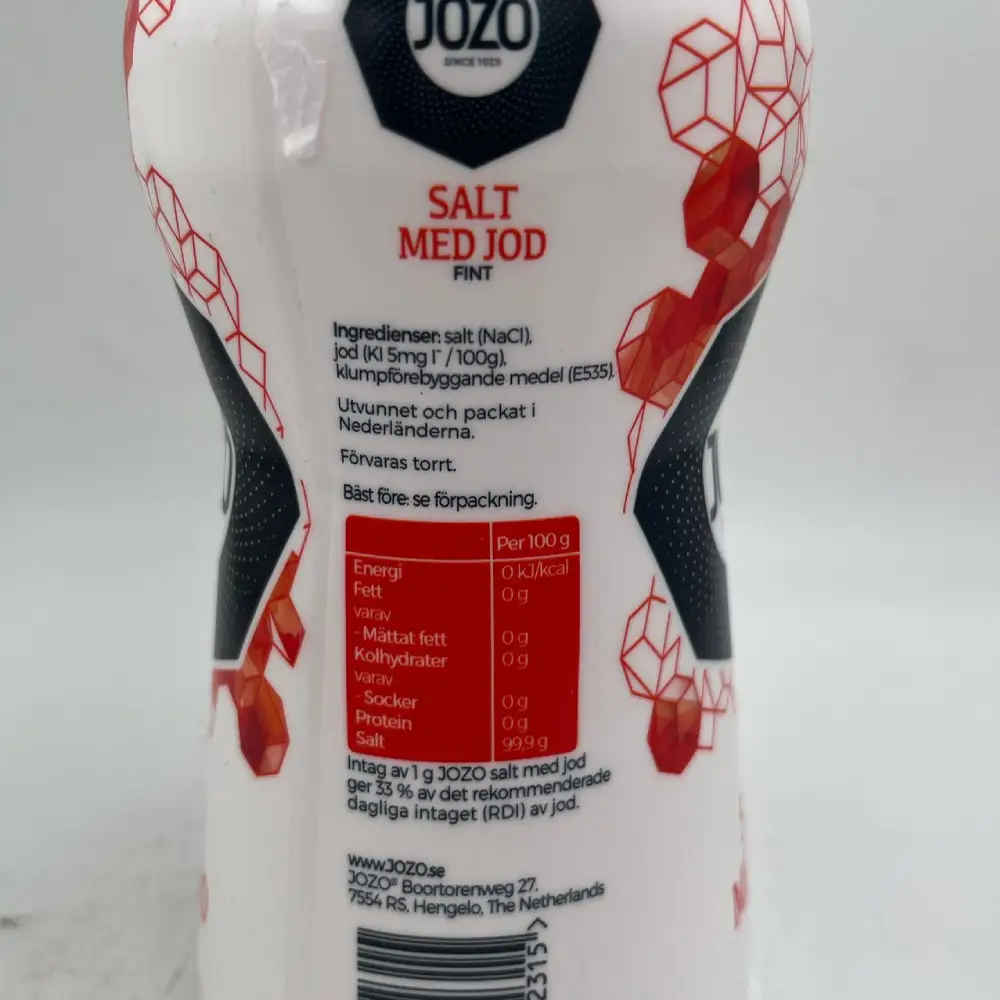 JOZO
SINCE 1929
SALT
MED JOD
FINT
Ingredienser: salt (NaCl),
jod (KI 5mg I⁻ / 100g),
klumpförebyggande medel (E535).
Utvunnet och packat i
Nederländerna.
Förvaras torrt.
Bäst före: se förpackning.
Per 100 g
Energi 0 kJ/kcal
Fett 0 g
varav
- Mättat fett 0 g
Kolhydrater 0 g
varav
- Socker 0 g
Protein 0 g
Salt 99,9 g
Intag av 1 g JOZO salt med jod
ger 33 % av det rekommenderade
dagliga intaget (RDI) av jod.
www.JOZO.se
JOZO® Boortorenweg 27,
7554 RS, Hengelo, The Netherlands
2315 >